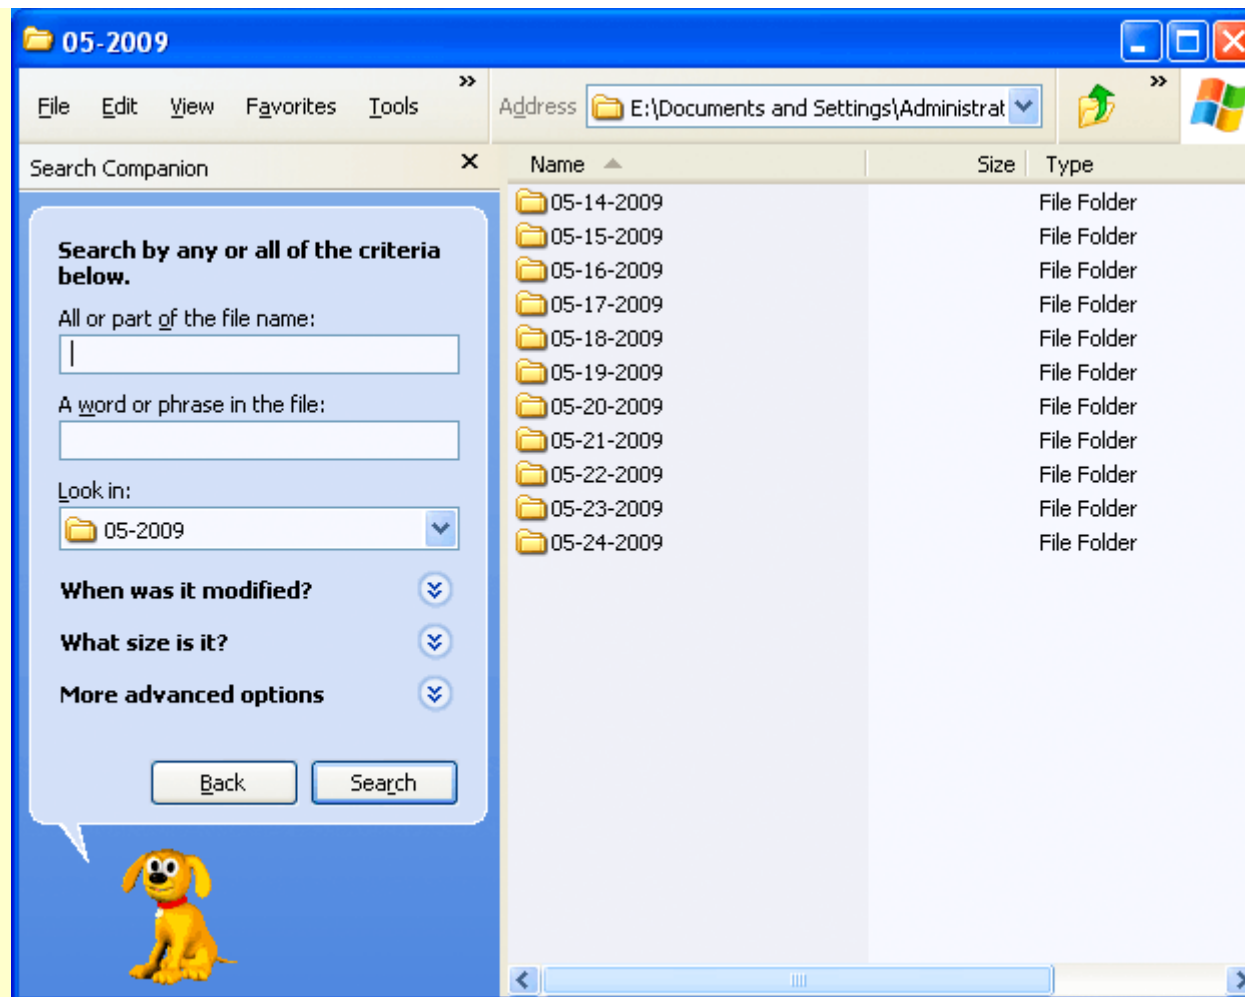 05-2009
File Edit View Favorites Tools » Address E:\Documents and Settings\Administrat »
Search Companion
Search by any or all of the criteria
below.
All or part of the file name:
A word or phrase in the file:
Look in:
05-2009
When was it modified?
What size is it?
More advanced options
Back Search
Name Size Type
05-14-2009 File Folder
05-15-2009 File Folder
05-16-2009 File Folder
05-17-2009 File Folder
05-18-2009 File Folder
05-19-2009 File Folder
05-20-2009 File Folder
05-21-2009 File Folder
05-22-2009 File Folder
05-23-2009 File Folder
05-24-2009 File Folder